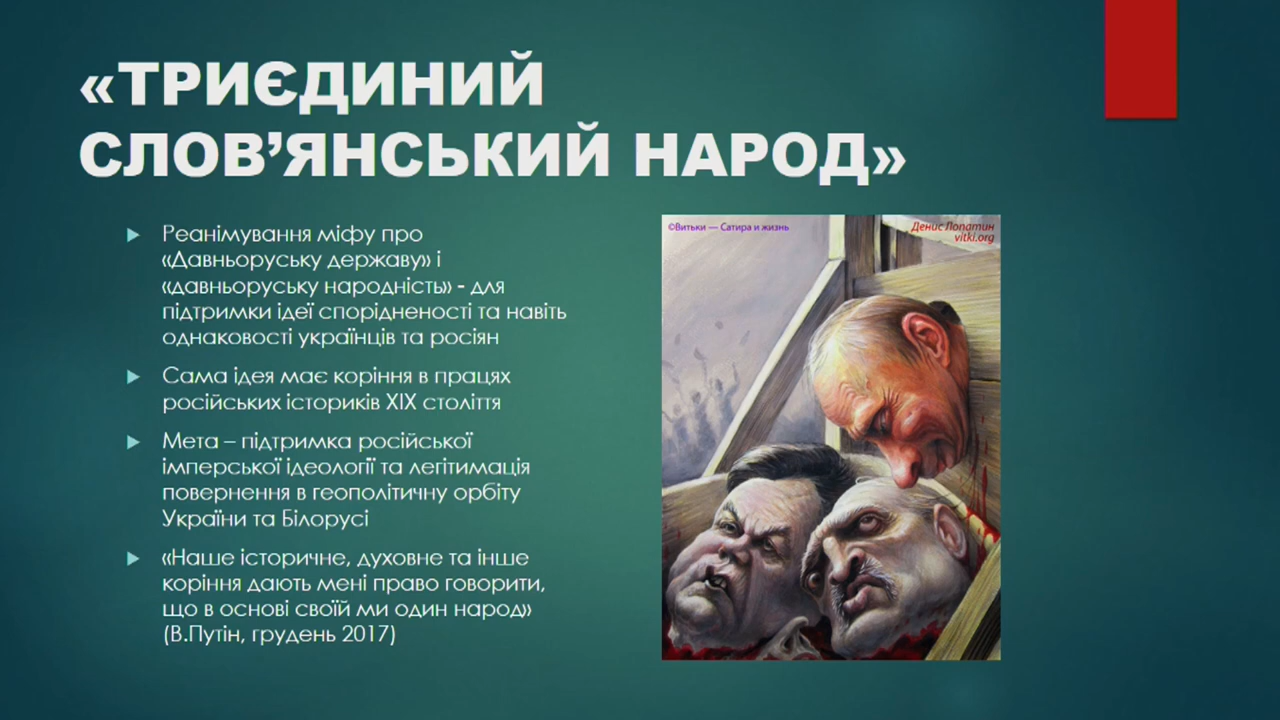 «ТРИЄДИНИЙ
СЛОВ’ЯНСЬКИЙ НАРОД»
Реанімування міфу про
«Давньоруську державу» і
«давньоруську народність» - для
підтримки ідеї спорідненості та навіть
однаковості українців та росіян
Сама ідея має коріння в працях
російських істориків XIX століття
Мета – підтримка російської
імперської ідеології та легітимація
повернення в геополітичну орбіту
України та Білорусі
«Наше історичне, духовне та інше
коріння дають мені право говорити,
що в основі своїй ми один народ»
(В.Путін, грудень 2017)
©Витьки — Сатира и жизнь
Денис Лопатин
vitki.org